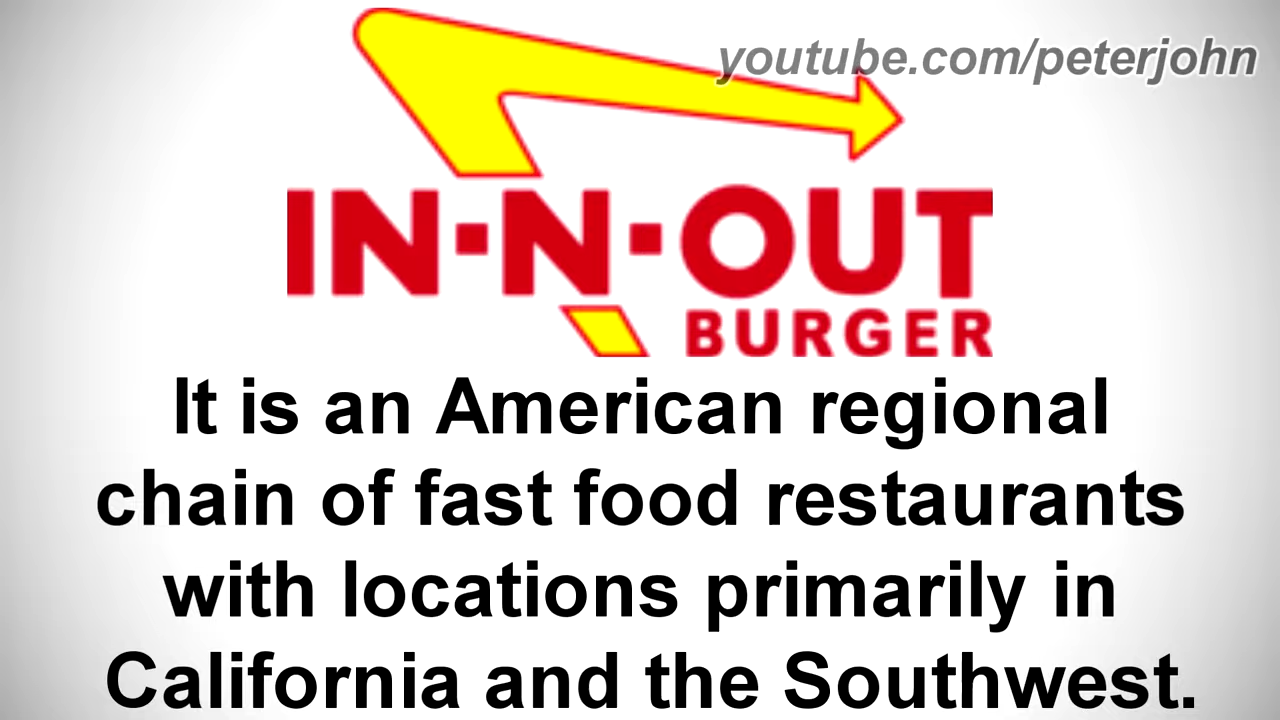 youtube.com/peterjohn
IN-N-OUT
BURGER
It is an American regional
chain of fast food restaurants
with locations primarily in
California and the Southwest.